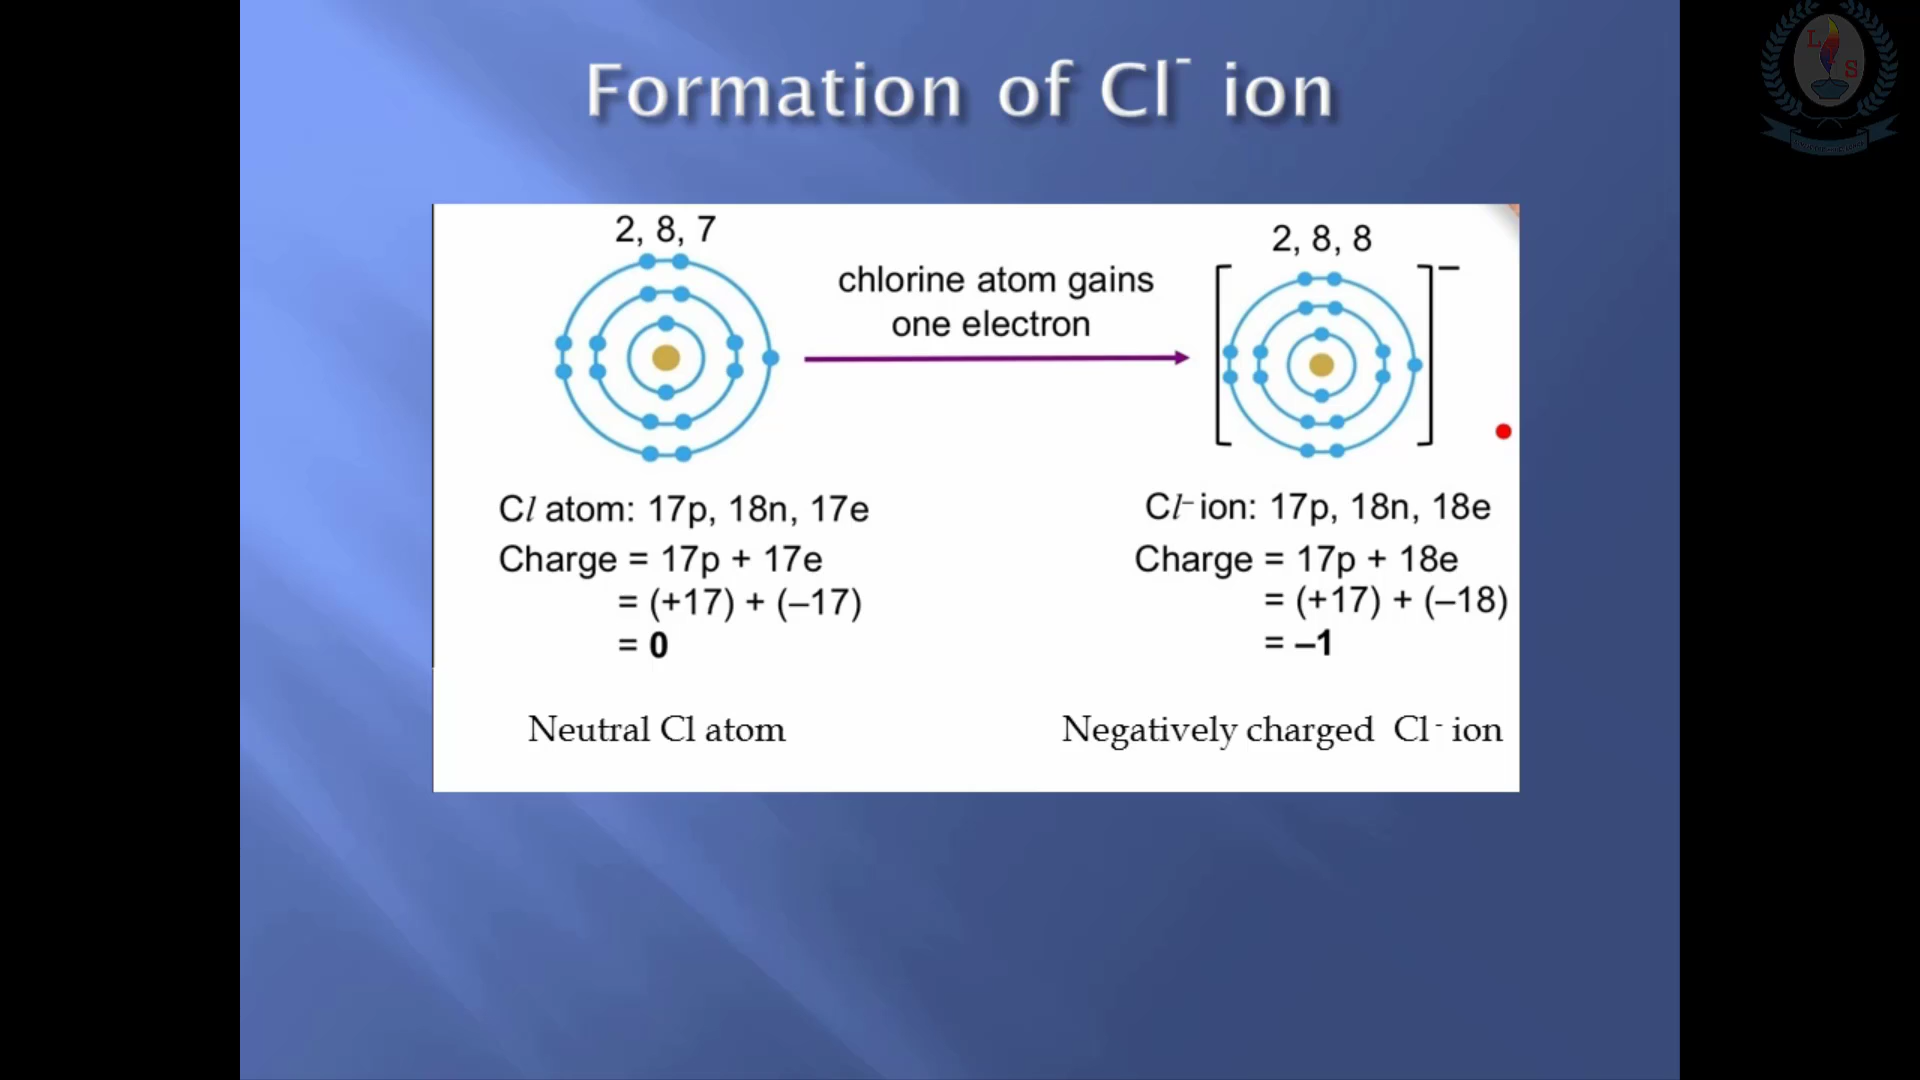 Formation of Cl⁻ ion
2, 8, 7
2, 8, 8
chlorine atom gains
one electron
–
Cl atom: 17p, 18n, 17e
Charge = 17p + 17e
= (+17) + (–17)
= 0
Cl⁻ ion: 17p, 18n, 18e
Charge = 17p + 18e
= (+17) + (–18)
= –1
Neutral Cl atom
Negatively charged Cl⁻ ion
L
S